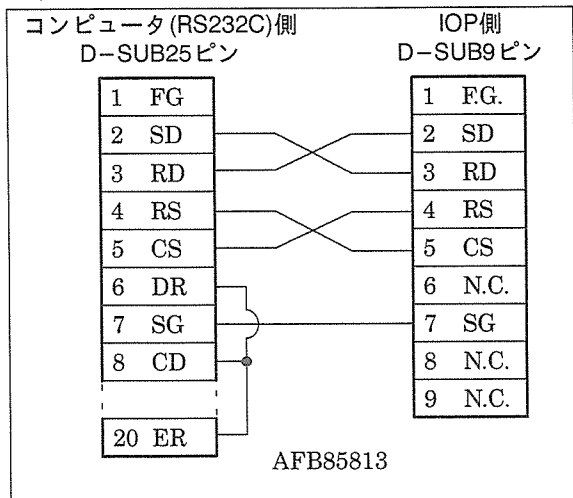 コンピュータ(RS232C)側 IOP側
D-SUB25ピン D-SUB9ピン
1 FG 1 F.G.
2 SD 2 SD
3 RD 3 RD
4 RS 4 RS
5 CS 5 CS
6 DR 6 N.C.
7 SG 7 SG
8 CD 8 N.C.
9 N.C.
20 ER
AFB85813